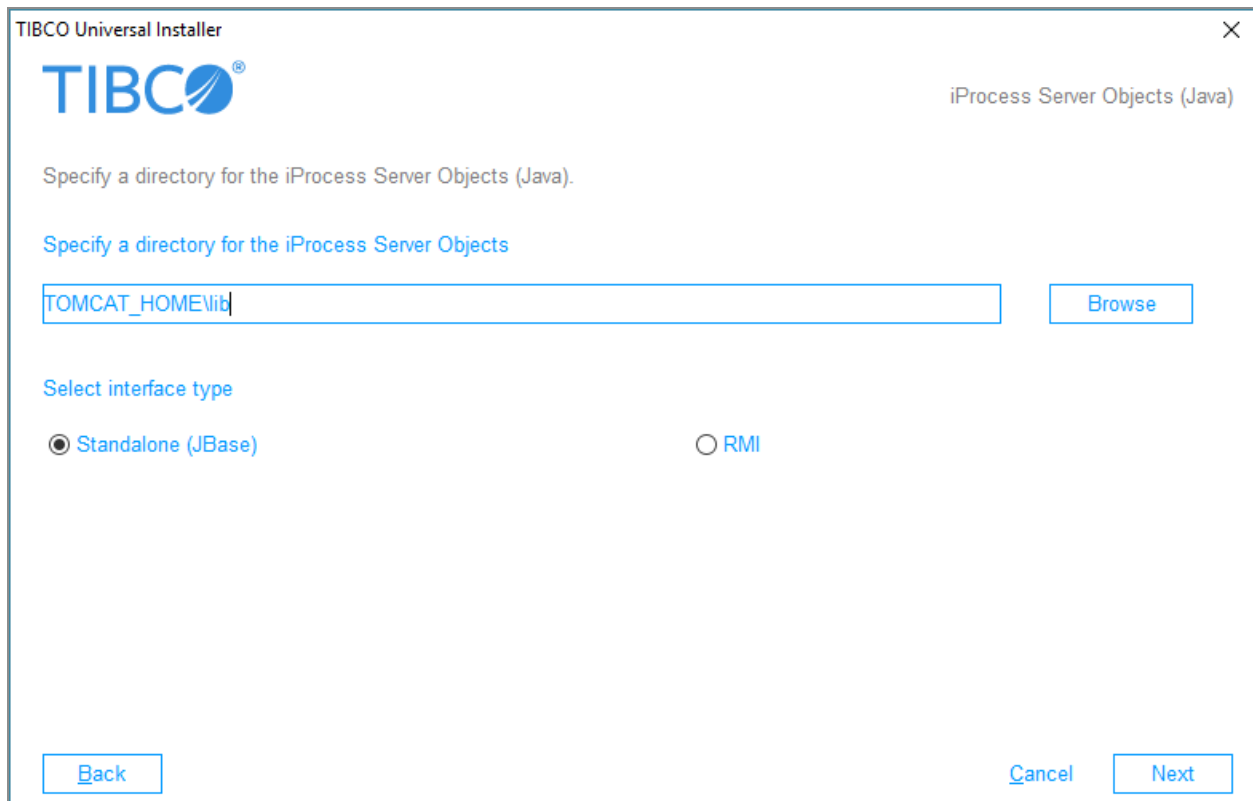 TIBCO Universal Installer
TIBCO®
iProcess Server Objects (Java)
Specify a directory for the iProcess Server Objects (Java).
Specify a directory for the iProcess Server Objects
TOMCAT_HOME\lib
Browse
Select interface type
Standalone (JBase)
RMI
Back
Cancel
Next